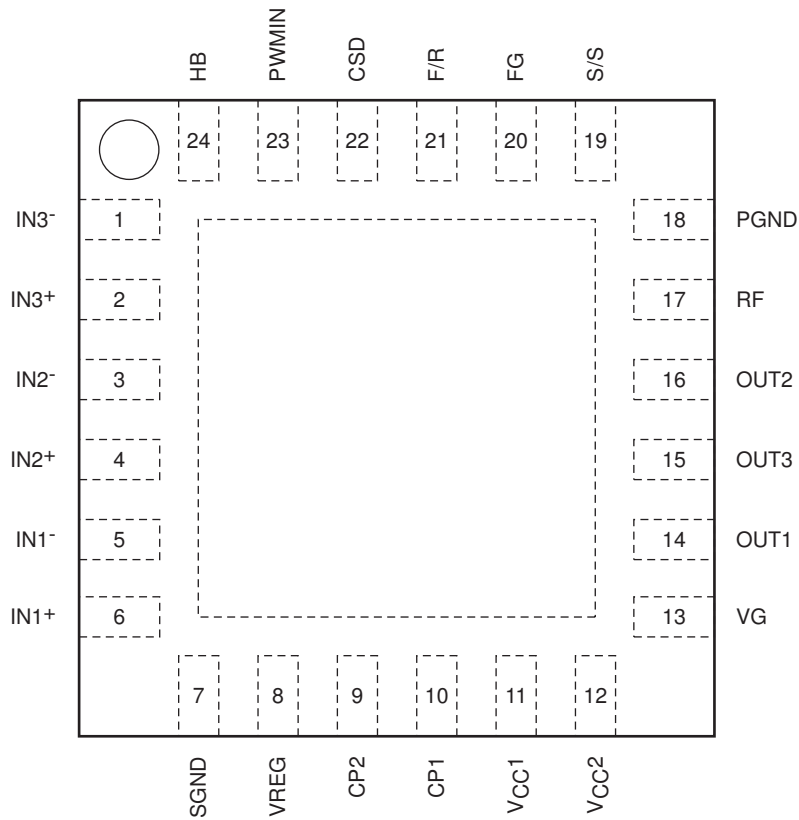 HB PWMIN CSD F/R FG S/S
24 23 22 21 20 19
IN3- 1 18 PGND
IN3+ 2 17 RF
IN2- 3 16 OUT2
IN2+ 4 15 OUT3
IN1- 5 14 OUT1
IN1+ 6 13 VG
7 8 9 10 11 12
SGND VREG CP2 CP1 VCC1 VCC2